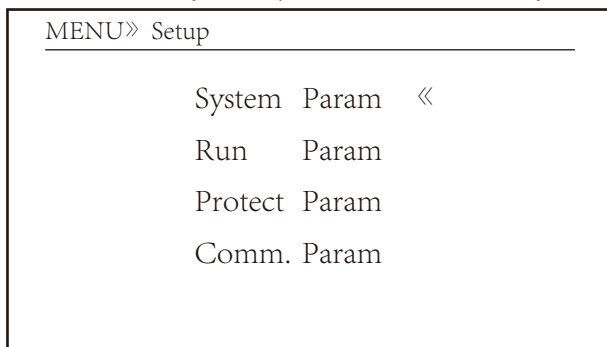 MENU》 Setup
System Param 《
Run Param
Protect Param
Comm. Param